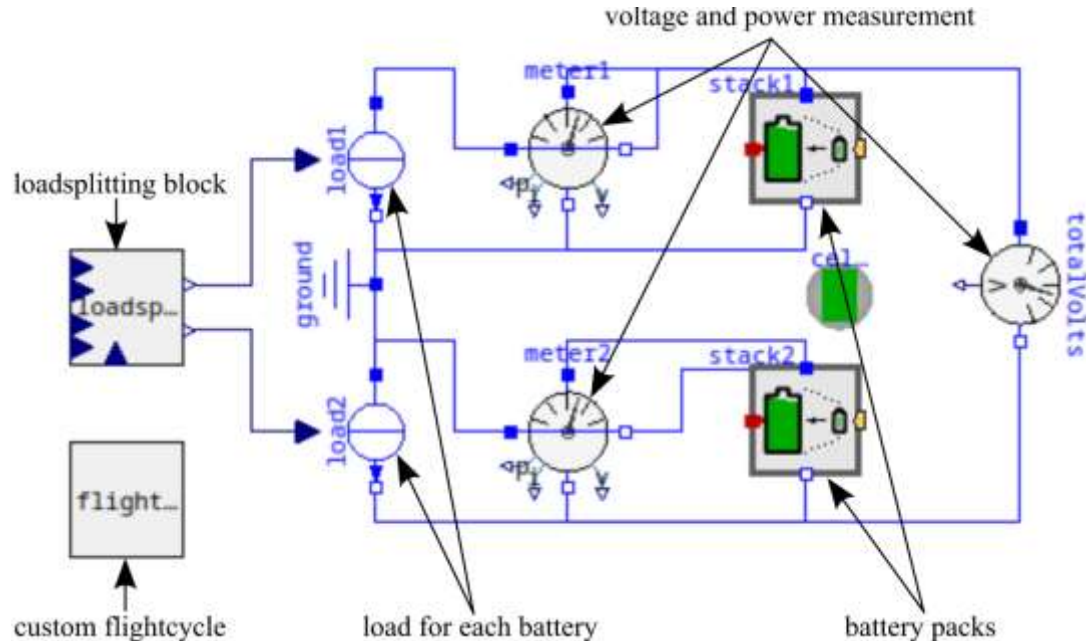 voltage and power measurement
meter1
stack1
load1
loadsplitting block
P
I
V
cel_
ground
loadsp...
V
totalVolts
meter2
stack2
load2
P
I
V
flight...
custom flightcycle
load for each battery
battery packs